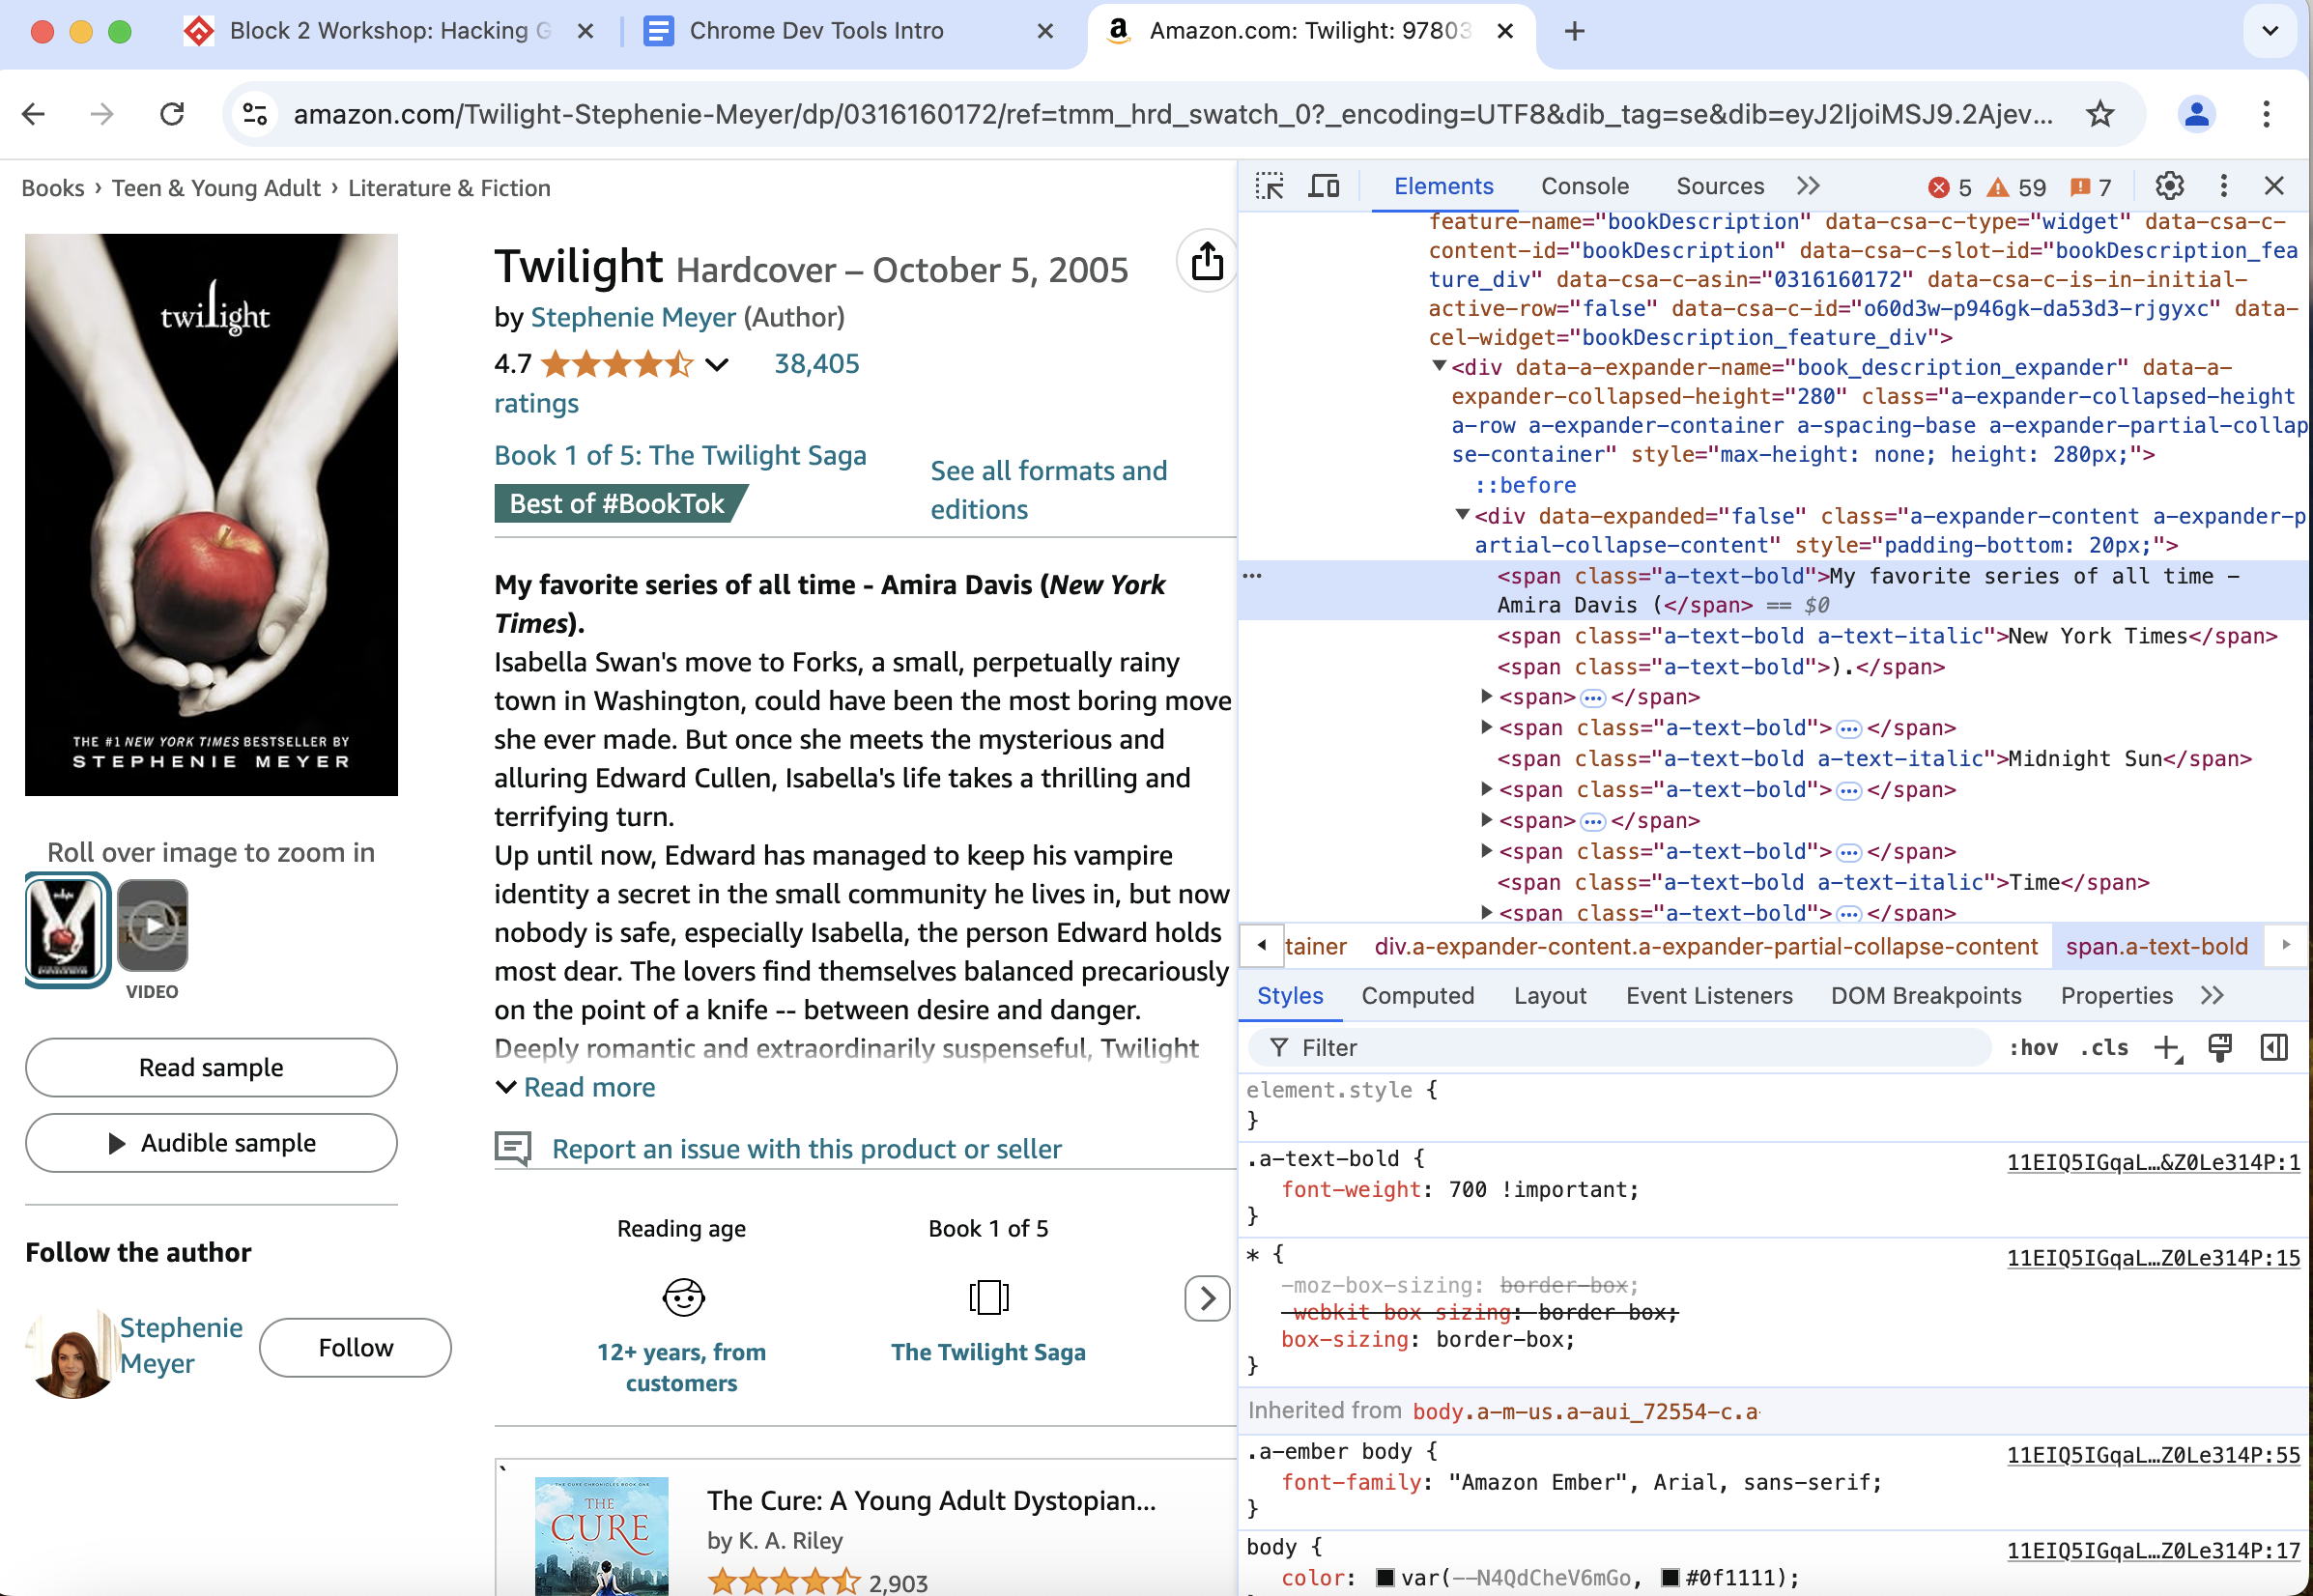 Block 2 Workshop: Hacking G
Chrome Dev Tools Intro
Amazon.com: Twilight: 97803
amazon.com/Twilight-Stephenie-Meyer/dp/0316160172/ref=tmm_hrd_swatch_0?_encoding=UTF8&dib_tag=se&dib=eyJ2IjoiMSJ9.2Ajev...
Books › Teen & Young Adult › Literature & Fiction
twilight
THE #1 NEW YORK TIMES BESTSELLER BY
STEPHENIE MEYER
Roll over image to zoom in
VIDEO
Read sample
Audible sample
Follow the author
Stephenie
Meyer
Follow
Twilight Hardcover – October 5, 2005
by Stephenie Meyer (Author)
4.7 38,405
ratings
Book 1 of 5: The Twilight Saga
Best of #BookTok
See all formats and
editions
My favorite series of all time - Amira Davis (New York
Times).
Isabella Swan's move to Forks, a small, perpetually rainy
town in Washington, could have been the most boring move
she ever made. But once she meets the mysterious and
alluring Edward Cullen, Isabella's life takes a thrilling and
terrifying turn.
Up until now, Edward has managed to keep his vampire
identity a secret in the small community he lives in, but now
nobody is safe, especially Isabella, the person Edward holds
most dear. The lovers find themselves balanced precariously
on the point of a knife -- between desire and danger.
Deeply romantic and extraordinarily suspenseful, Twilight
Read more
Report an issue with this product or seller
Reading age
12+ years, from
customers
Book 1 of 5
The Twilight Saga
THE CURE CHRONICLES BOOK ONE
THE
CURE
The Cure: A Young Adult Dystopian...
by K. A. Riley
2,903
Elements Console Sources 5 59 7
feature-name="bookDescription" data-csa-c-type="widget" data-csa-c-
content-id="bookDescription" data-csa-c-slot-id="bookDescription_fea
ture_div" data-csa-c-asin="0316160172" data-csa-c-is-in-initial-
active-row="false" data-csa-c-id="o60d3w-p946gk-da53d3-rjgyxc" data-
cel-widget="bookDescription_feature_div">
<div data-a-expander-name="book_description_expander" data-a-
expander-collapsed-height="280" class="a-expander-collapsed-height
a-row a-expander-container a-spacing-base a-expander-partial-collap
se-container" style="max-height: none; height: 280px;">
::before
<div data-expanded="false" class="a-expander-content a-expander-p
artial-collapse-content" style="padding-bottom: 20px;">
<span class="a-text-bold">My favorite series of all time -
Amira Davis (</span> == $0
<span class="a-text-bold a-text-italic">New York Times</span>
<span class="a-text-bold">).</span>
<span>…</span>
<span class="a-text-bold">…</span>
<span class="a-text-bold a-text-italic">Midnight Sun</span>
<span class="a-text-bold">…</span>
<span>…</span>
<span class="a-text-bold">…</span>
<span class="a-text-bold a-text-italic">Time</span>
<span class="a-text-bold">…</span>
tainer div.a-expander-content.a-expander-partial-collapse-content span.a-text-bold
Styles Computed Layout Event Listeners DOM Breakpoints Properties
Filter :hov .cls
element.style {
}
.a-text-bold { 11EIQ5IGqaL…&Z0Le314P:1
font-weight: 700 !important;
}
* { 11EIQ5IGqaL…Z0Le314P:15
-moz-box-sizing: border-box;
-webkit-box-sizing: border-box;
box-sizing: border-box;
}
Inherited from body.a-m-us.a-aui_72554-c.a
.a-ember body { 11EIQ5IGqaL…Z0Le314P:55
font-family: "Amazon Ember", Arial, sans-serif;
}
body { 11EIQ5IGqaL…Z0Le314P:17
color: var(--N4QdCheV6mGo, #0f1111);